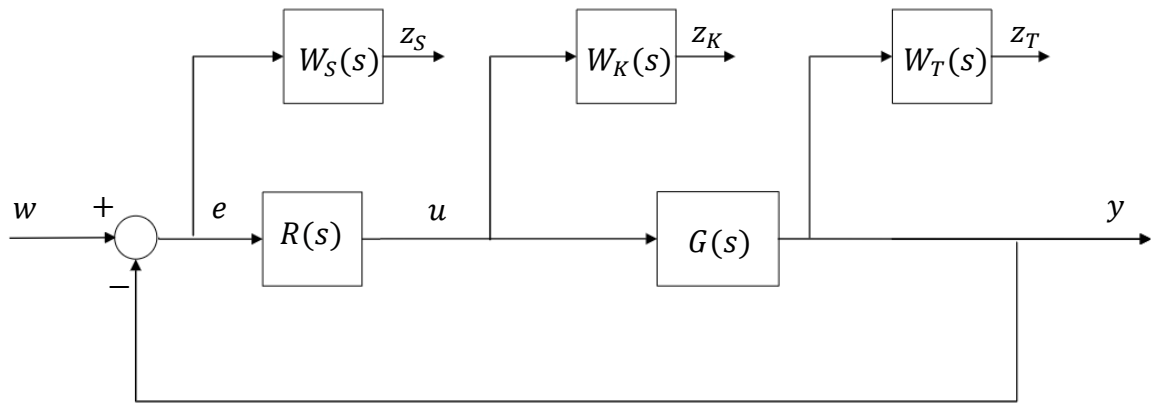 z_S z_K z_T
W_S(s) W_K(s) W_T(s)
w + e R(s) u G(s) y
−